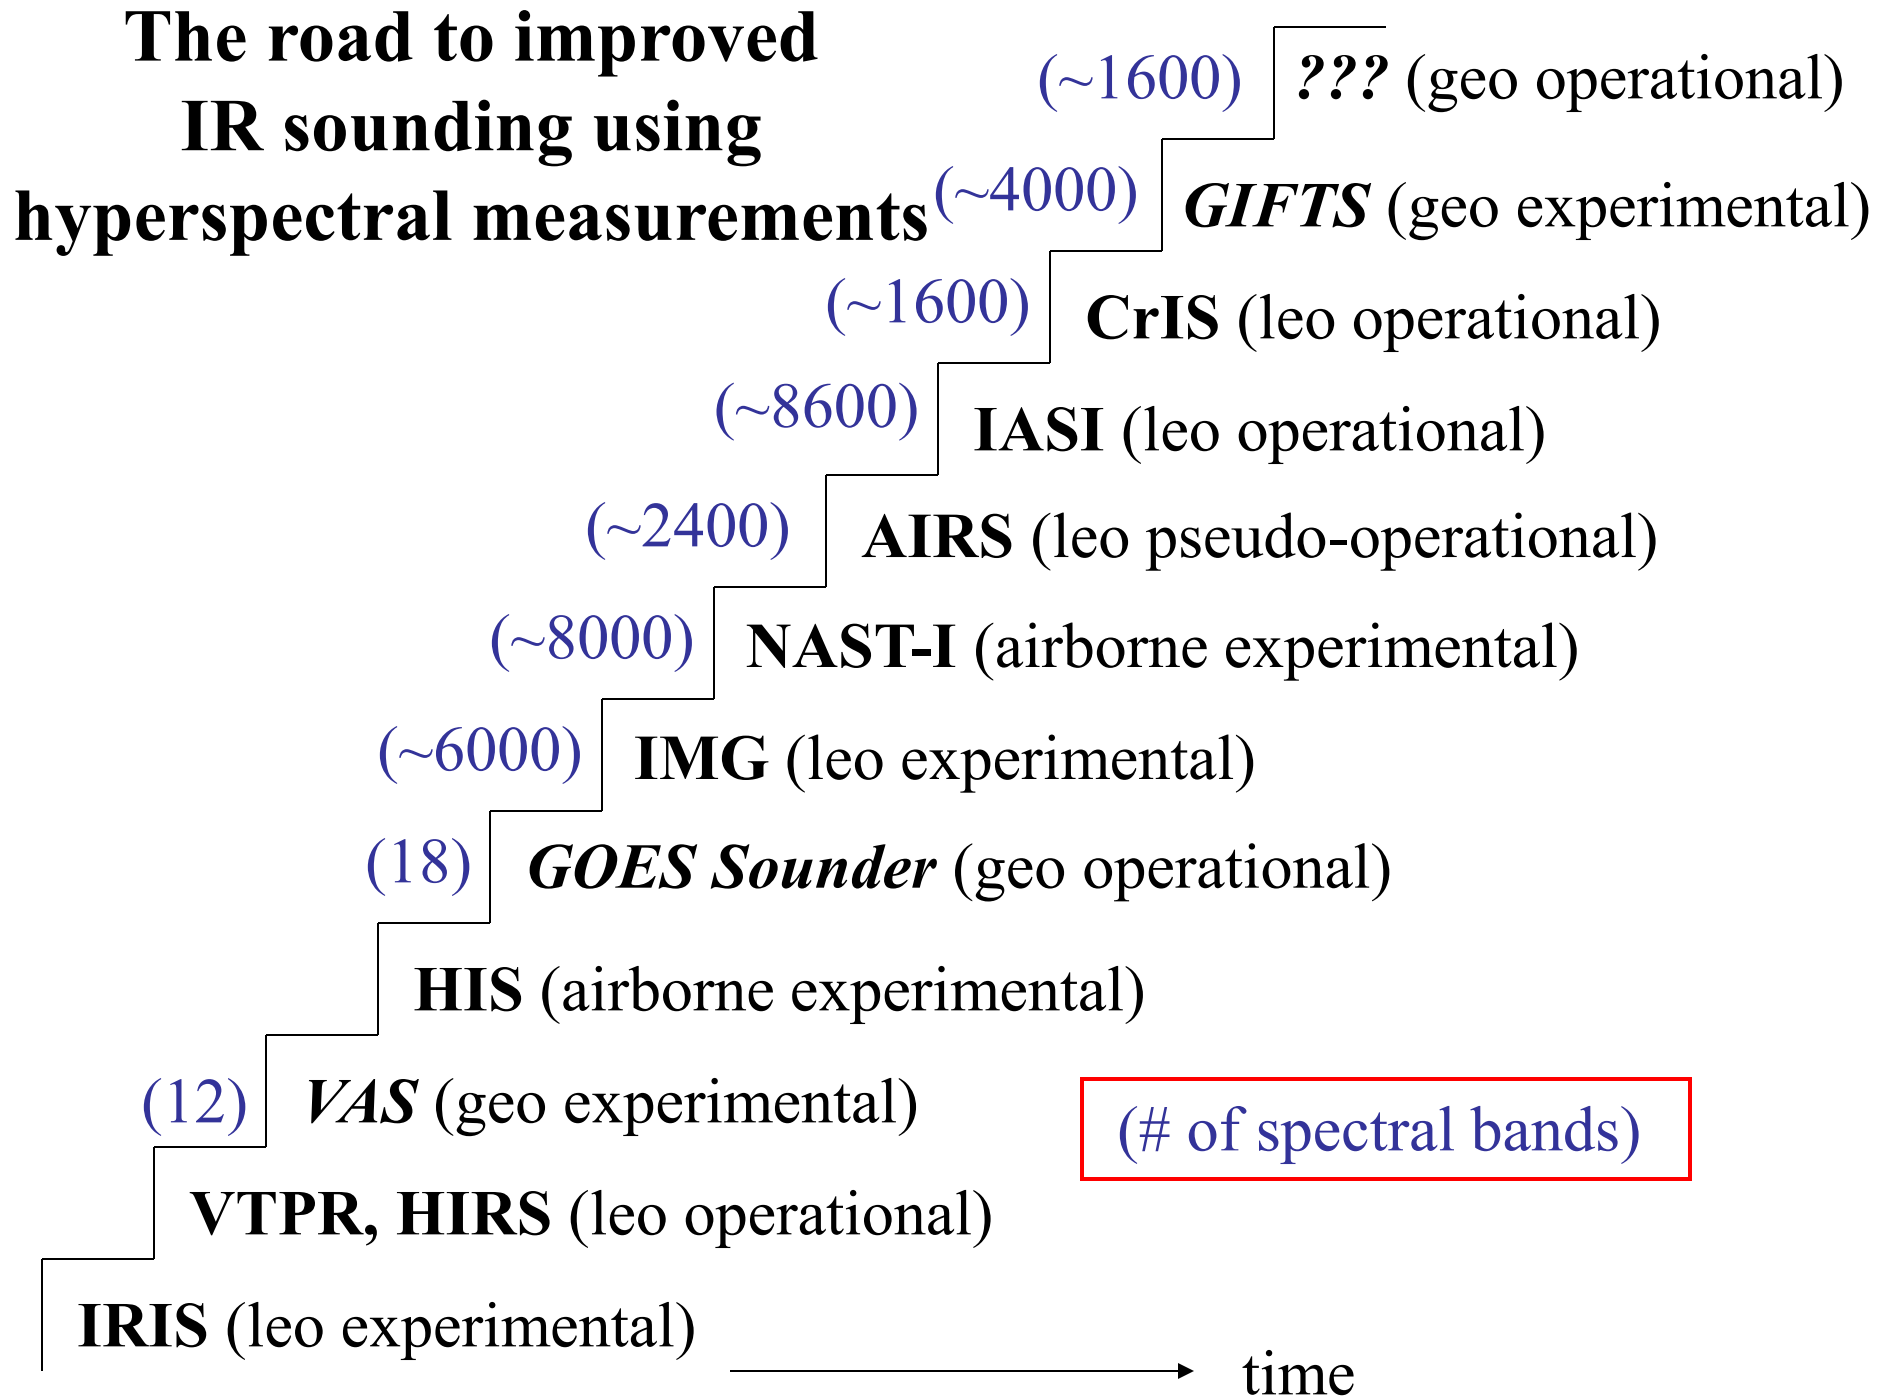 The road to improved
IR sounding using
hyperspectral measurements
(~1600) ??? (geo operational)
(~4000) GIFTS (geo experimental)
(~1600) CrIS (leo operational)
(~8600) IASI (leo operational)
(~2400) AIRS (leo pseudo-operational)
(~8000) NAST-I (airborne experimental)
(~6000) IMG (leo experimental)
(18) GOES Sounder (geo operational)
HIS (airborne experimental)
(12) VAS (geo experimental)
(# of spectral bands)
VTPR, HIRS (leo operational)
IRIS (leo experimental)
time